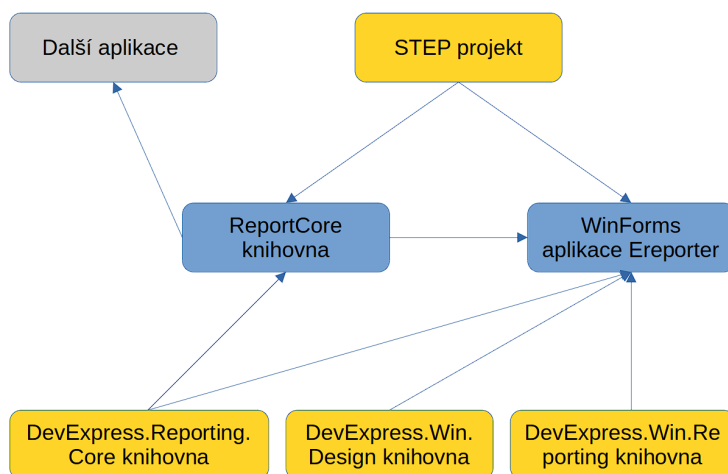 Další aplikace
STEP projekt
ReportCore
knihovna
WinForms
aplikace Ereporter
DevExpress.Reporting.
Core knihovna
DevExpress.Win.
Design knihovna
DevExpress.Win.Re
porting knihovna